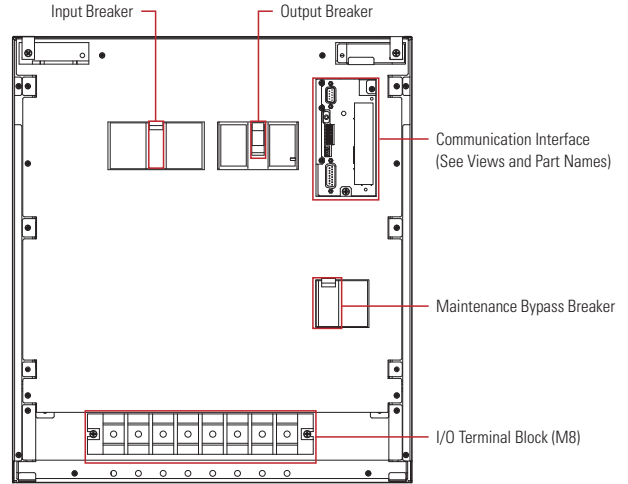 Input Breaker
Output Breaker
Communication Interface
(See Views and Part Names)
Maintenance Bypass Breaker
I/O Terminal Block (M8)